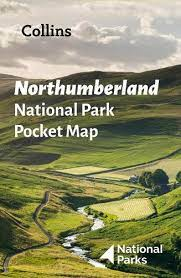 Collins
Northumberland
National Park
Pocket Map
National
Parks